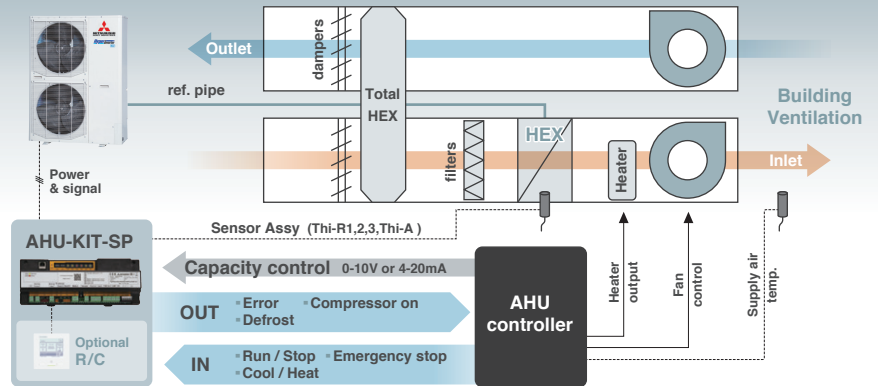 MITSUBISHI
Outlet
dampers
Total
HEX
ref. pipe
Building
Ventilation
HEX
filters
Heater
Inlet
Power
& signal
Sensor Assy (Thi-R1,2,3,Thi-A )
AHU-KIT-SP
Capacity control 0-10V or 4-20mA
OUT
Error
Compressor on
Defrost
IN
Run / Stop
Emergency stop
Cool / Heat
Optional
R/C
AHU
controller
Heater
output
Fan
control
Supply air
temp.